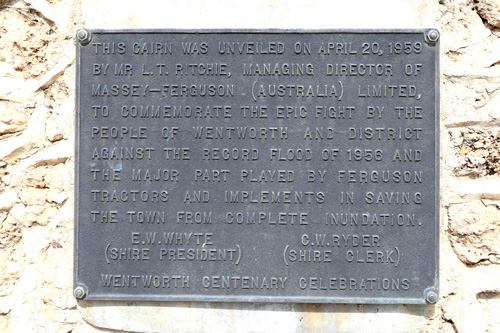 THIS CAIRN WAS UNVEILED ON APRIL 20, 1959
BY MR L.T. RITCHIE, MANAGING DIRECTOR OF
MASSEY-FERGUSON (AUSTRALIA) LIMITED,
TO COMMEMORATE THE EPIC FIGHT BY THE
PEOPLE OF WENTWORTH AND DISTRICT
AGAINST THE RECORD FLOOD OF 1956 AND
THE MAJOR PART PLAYED BY FERGUSON
TRACTORS AND IMPLEMENTS IN SAVING
THE TOWN FROM COMPLETE INUNDATION.
E.W.WHYTE C.W.RYDER
(SHIRE PRESIDENT) (SHIRE CLERK)
WENTWORTH CENTENARY CELEBRATIONS